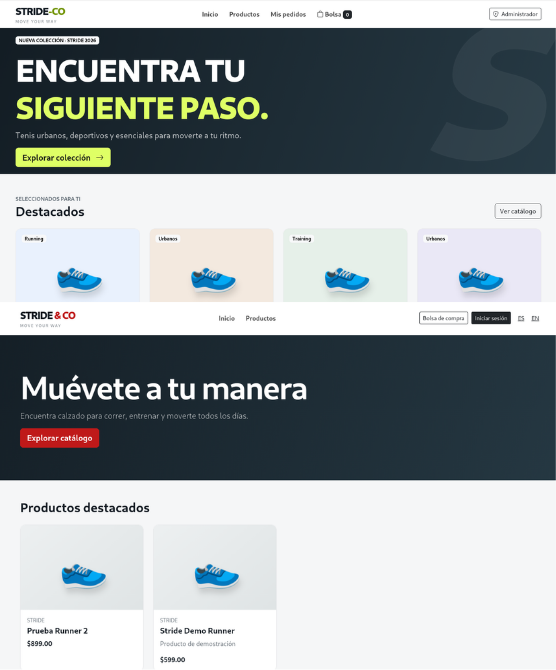 STRIDE-CO
MOVE YOUR WAY
Inicio Productos Mis pedidos Bolsa 0
Administrador
NUEVA COLECCIÓN · STRIDE 2026
ENCUENTRA TU
SIGUIENTE PASO.
Tenis urbanos, deportivos y esenciales para moverte a tu ritmo.
Explorar colección →
S
SELECCIONADOS PARA TI
Destacados
Ver catálogo
Running
Urbanos
Training
Urbanos
STRIDE & CO
MOVE YOUR WAY
Inicio Productos
Bolsa de compra Iniciar sesión ES EN
Muévete a tu manera
Encuentra calzado para correr, entrenar y moverte todos los días.
Explorar catálogo
Productos destacados
STRIDE
Prueba Runner 2
$899.00
STRIDE
Stride Demo Runner
Producto de demostración
$599.00